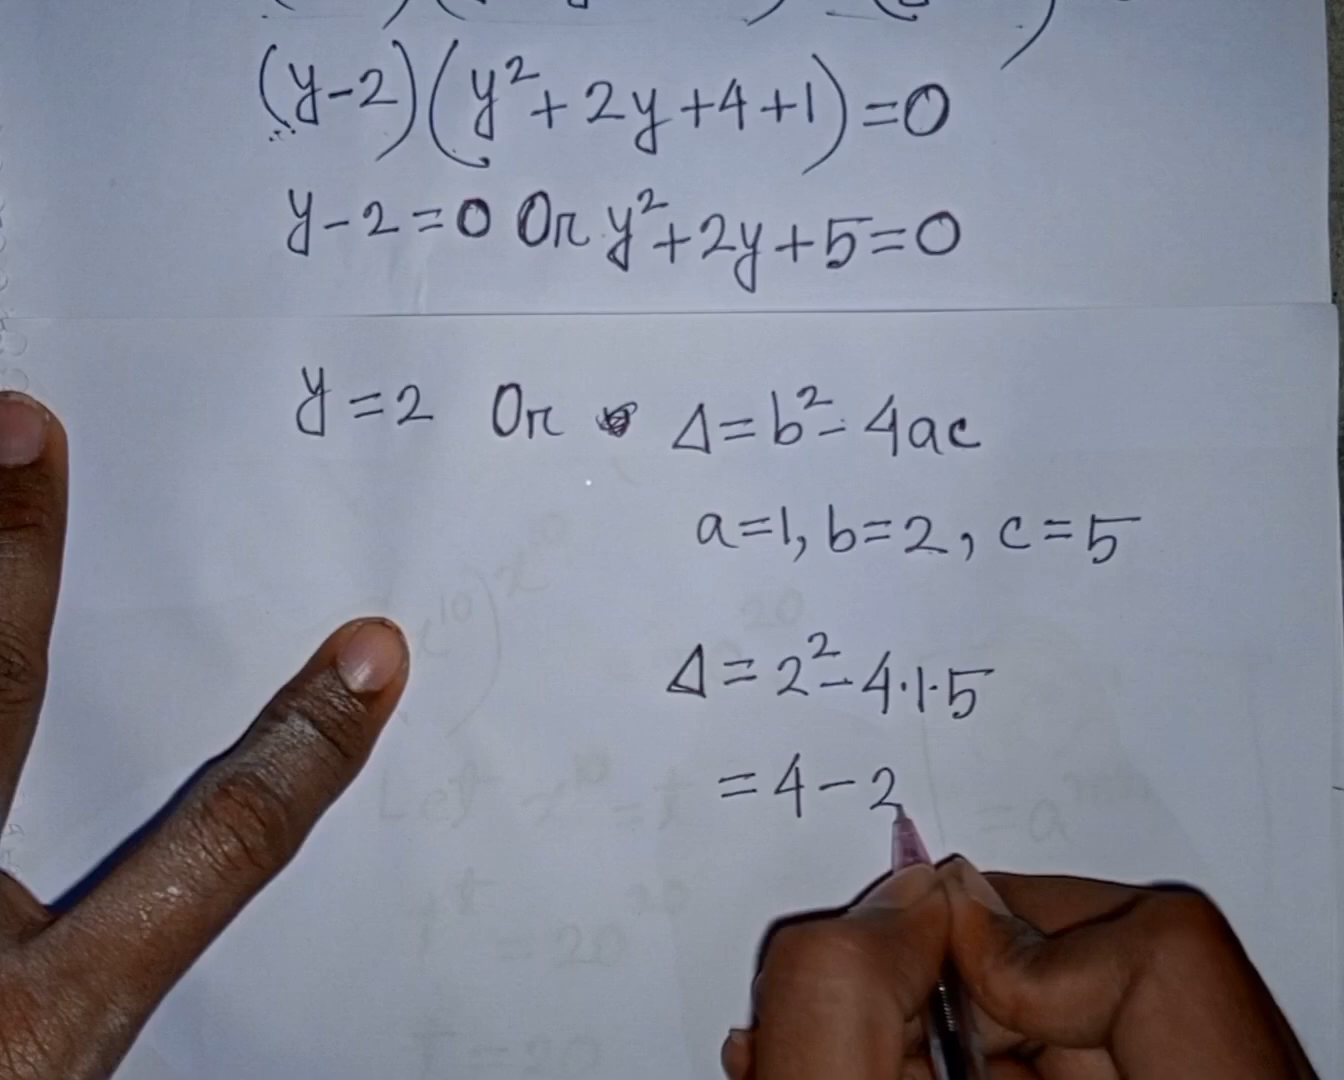 (y-2)(y²+2y+4+1)=0
y-2=0 Or y²+2y+5=0
y=2 Or Δ=b²-4ac
a=1, b=2, c=5
Δ=2²-4·1·5
=4-2